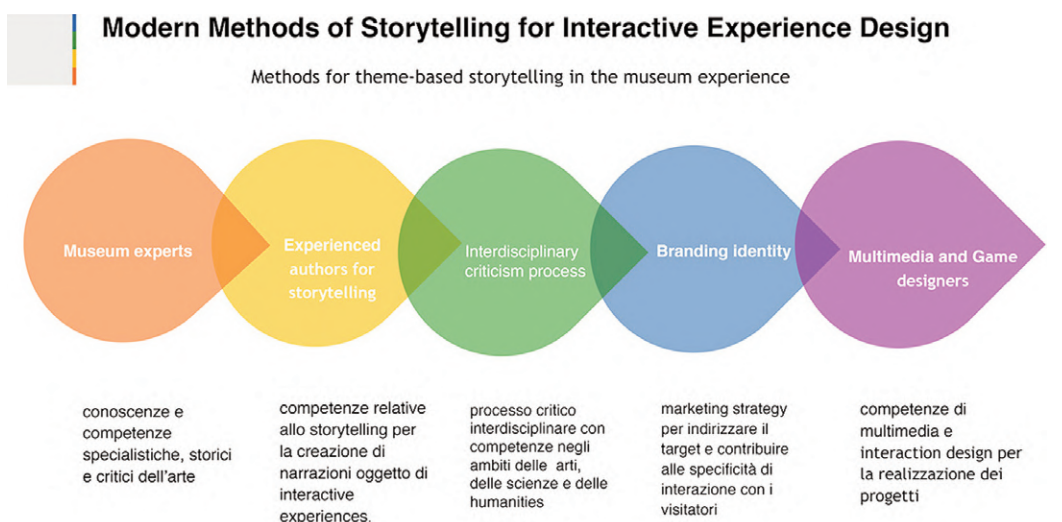 Modern Methods of Storytelling for Interactive Experience Design
Methods for theme-based storytelling in the museum experience
Museum experts
Experienced
authors for
storytelling
Interdisciplinary
criticism process
Branding identity
Multimedia and Game
designers
conoscenze e
competenze
specialistiche, storici
e critici dell'arte
competenze relative
allo storytelling per
la creazione di
narrazioni oggetto di
interactive
experiences.
processo critico
interdisciplinare con
competenze negli
ambiti delle arti,
delle scienze e delle
humanities
marketing strategy
per indirizzare il
target e contribuire
alle specificità di
interazione con i
visitatori
competenze di
multimedia e
interaction design per
la realizzazione dei
progetti